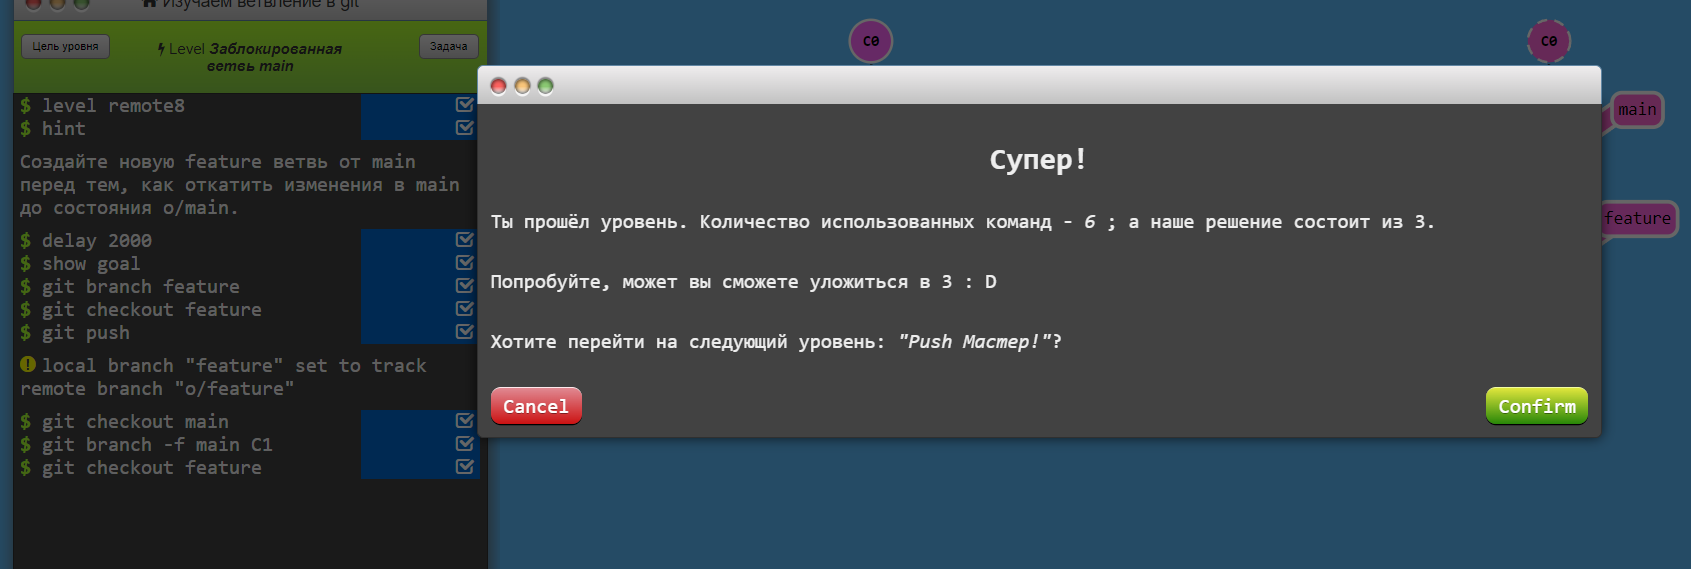 Изучаем ветвление в git
Цель уровня
Level Заблокированная
ветвь main
Задача
$ level remote8
$ hint
Создайте новую feature ветвь от main
перед тем, как откатить изменения в main
до состояния o/main.
$ delay 2000
$ show goal
$ git branch feature
$ git checkout feature
$ git push
local branch "feature" set to track
remote branch "o/feature"
$ git checkout main
$ git branch -f main C1
$ git checkout feature
C0
C0
main
feature
Супер!
Ты прошёл уровень. Количество использованных команд - 6 ; а наше решение состоит из 3.
Попробуйте, может вы сможете уложиться в 3 : D
Хотите перейти на следующий уровень: "Push Мастер!"?
Cancel
Confirm